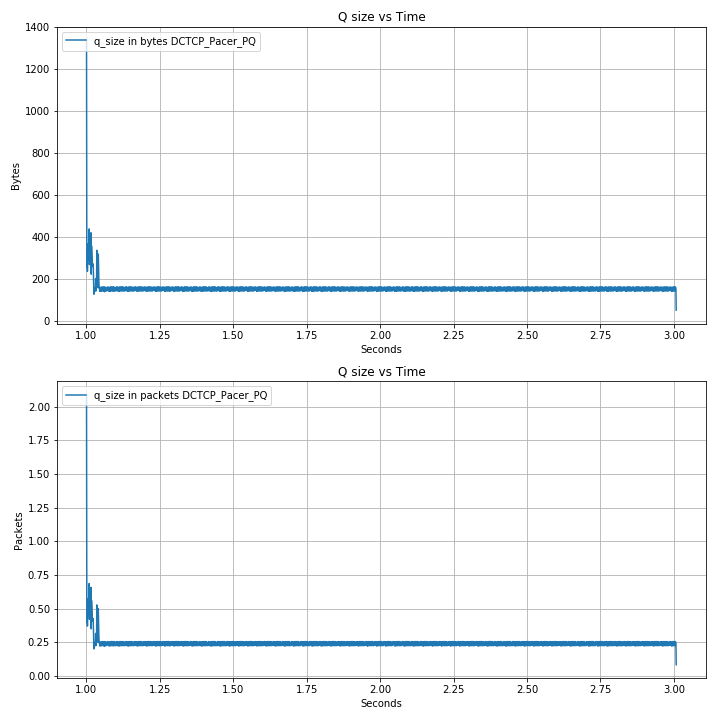 Q size vs Time
q_size in bytes DCTCP_Pacer_PQ
1400
1200
1000
800
600
400
200
0
Bytes
1.00 1.25 1.50 1.75 2.00 2.25 2.50 2.75 3.00
Seconds
Q size vs Time
q_size in packets DCTCP_Pacer_PQ
2.00
1.75
1.50
1.25
1.00
0.75
0.50
0.25
0.00
Packets
1.00 1.25 1.50 1.75 2.00 2.25 2.50 2.75 3.00
Seconds